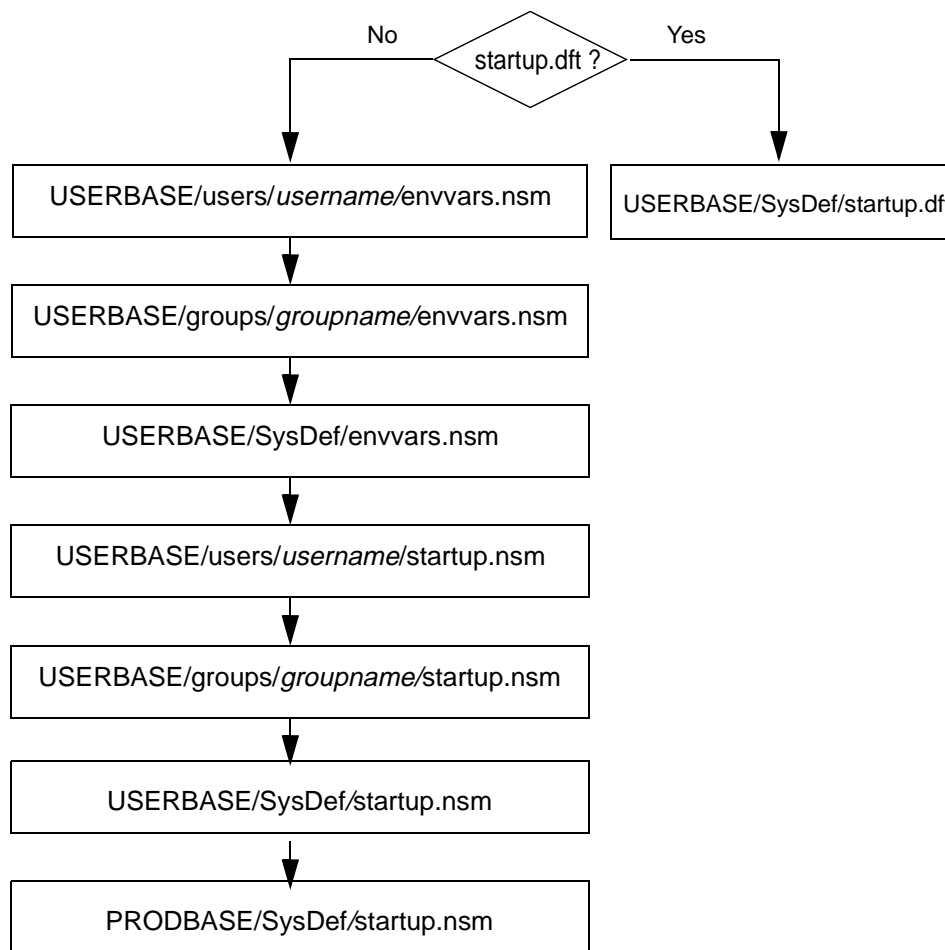 No
startup.dft ?
Yes
USERBASE/users/username/envvars.nsm
USERBASE/SysDef/startup.df
USERBASE/groups/groupname/envvars.nsm
USERBASE/SysDef/envvars.nsm
USERBASE/users/username/startup.nsm
USERBASE/groups/groupname/startup.nsm
USERBASE/SysDef/startup.nsm
PRODBASE/SysDef/startup.nsm